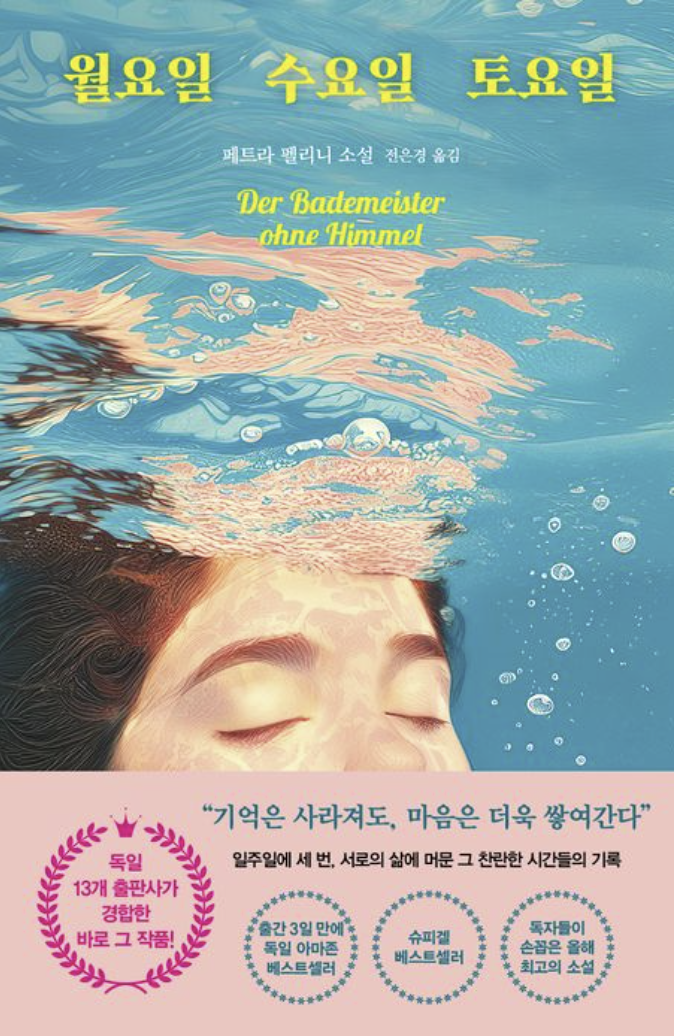 월요일 수요일 토요일
페트라 펠리니 소설 전은경 옮김
Der Bademeister
ohne Himmel
“기억은 사라져도, 마음은 더욱 쌓여간다”
일주일에 세 번, 서로의 삶에 머문 그 찬란한 시간들의 기록
독일
13개 출판사가
경합한
바로 그 작품!
출간 3일 만에
독일 아마존
베스트셀러
슈피겔
베스트셀러
독자들이
손꼽은 올해
최고의 소설